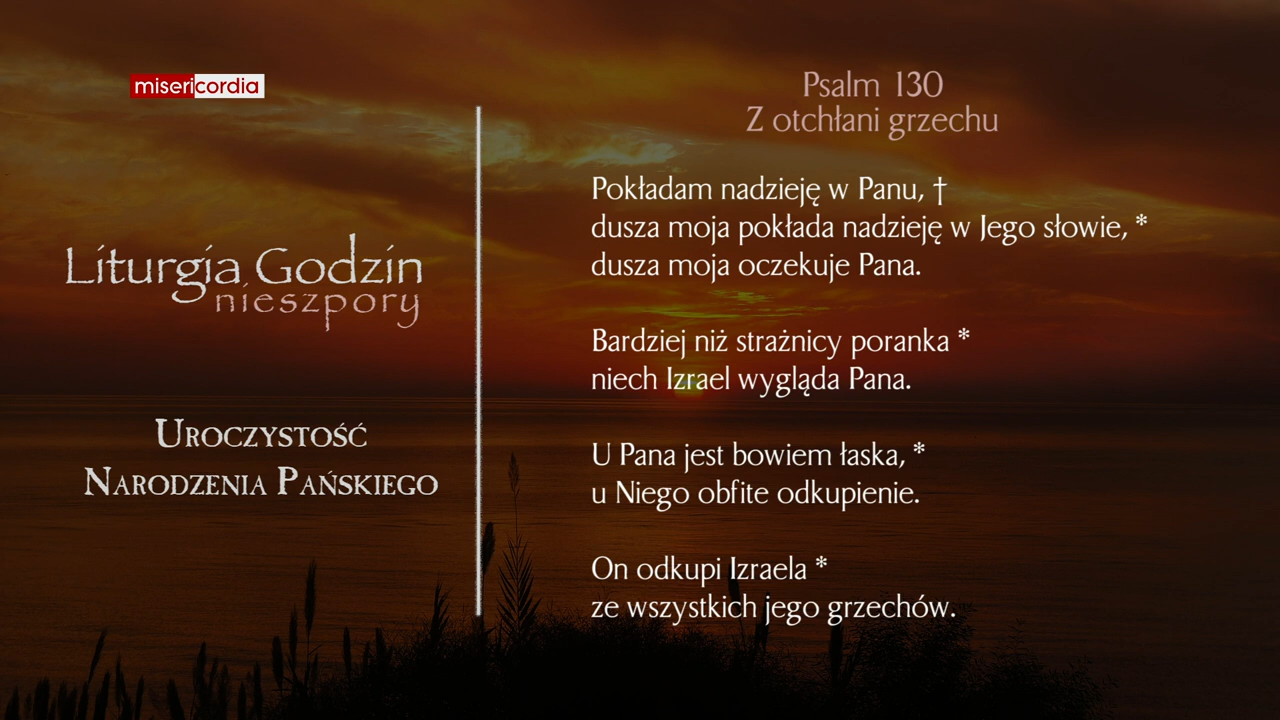 misericordia
Liturgia Godzin
nieszpory
Uroczystość
Narodzenia Pańskiego
Psalm 130
Z otchłani grzechu
Pokładam nadzieję w Panu, †
dusza moja pokłada nadzieję w Jego słowie, *
dusza moja oczekuje Pana.
Bardziej niż strażnicy poranka *
niech Izrael wygląda Pana.
U Pana jest bowiem łaska, *
u Niego obfite odkupienie.
On odkupi Izraela *
ze wszystkich jego grzechów.